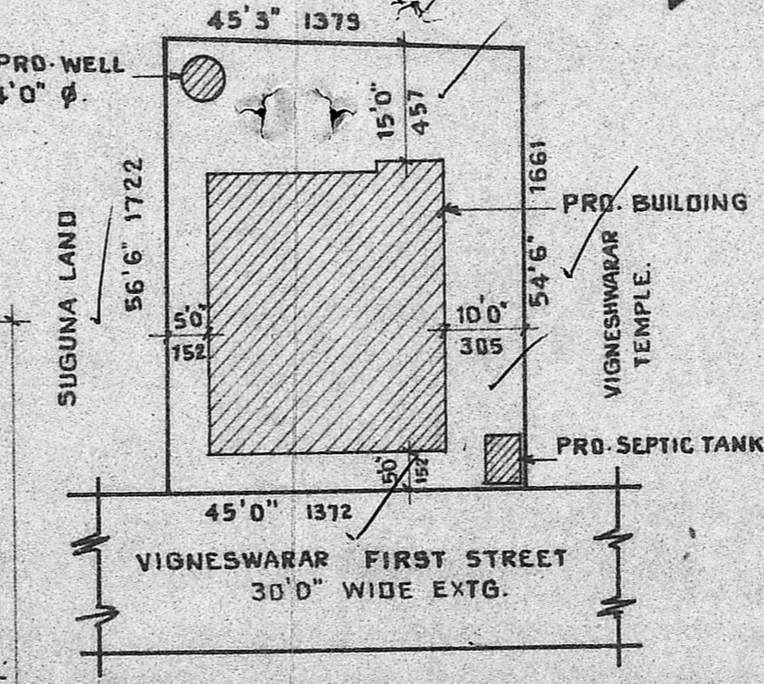 45'3" 1379
PRO. WELL
4'0" ø.
15'0"
457
56'6" 1722
SUGUNA LAND
1661
54'6"
PRO. BUILDING
VIGNESHWARAR
TEMPLE.
5'0"
152
10'0"
305
PRO. SEPTIC TANK
5'0"
152
45'0" 1372
VIGNESWARAR FIRST STREET
30'0" WIDE EXTG.